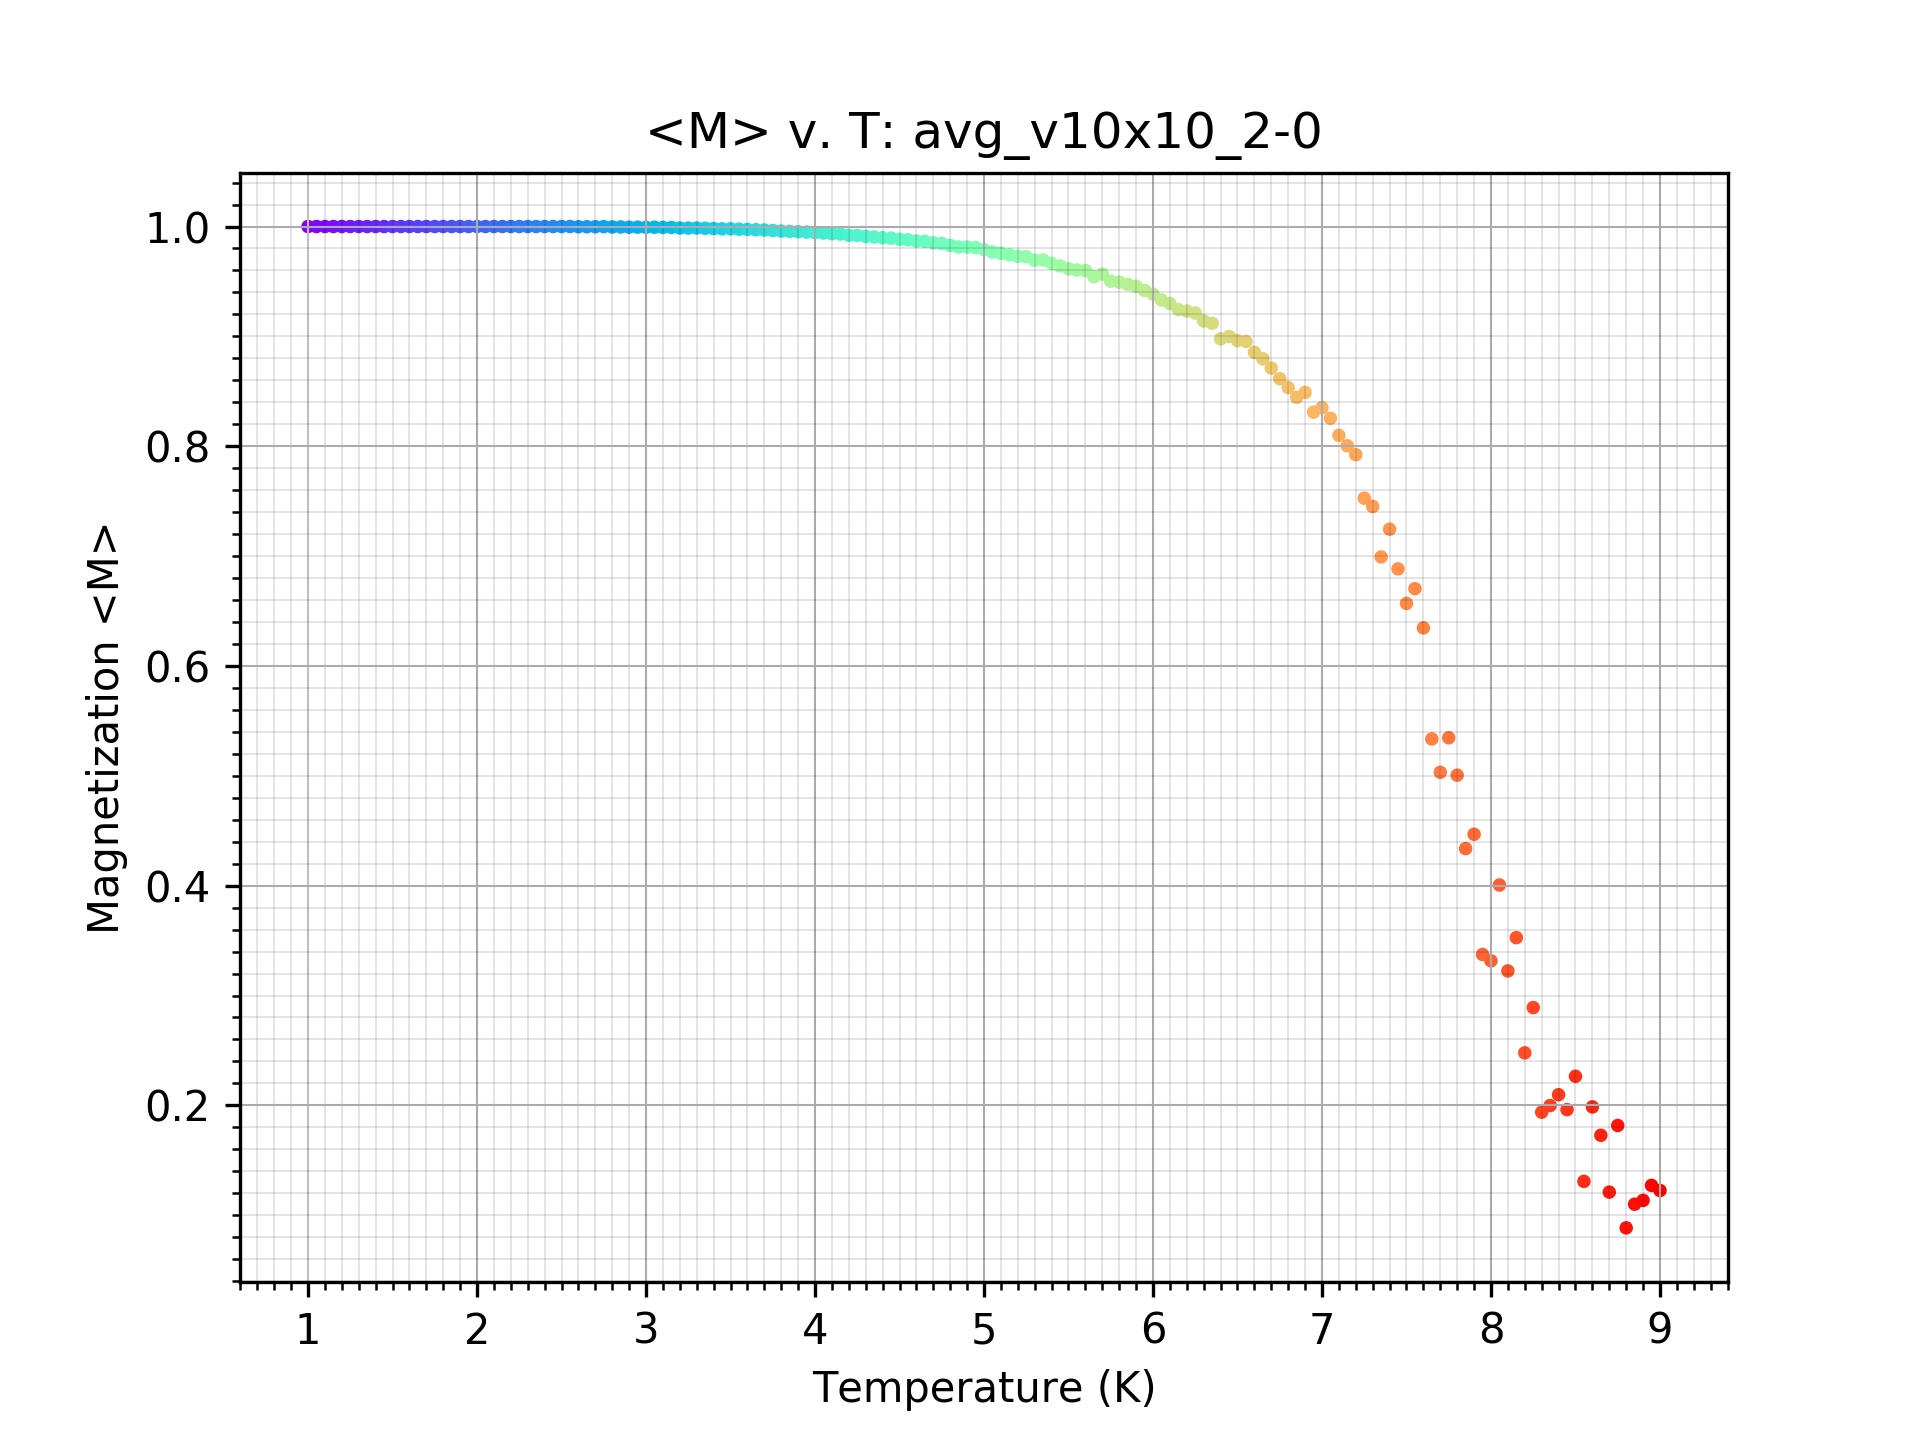 <M> v. T: avg_v10x10_2-0
1.0
0.8
0.6
0.4
0.2
Magnetization <M>
1 2 3 4 5 6 7 8 9
Temperature (K)